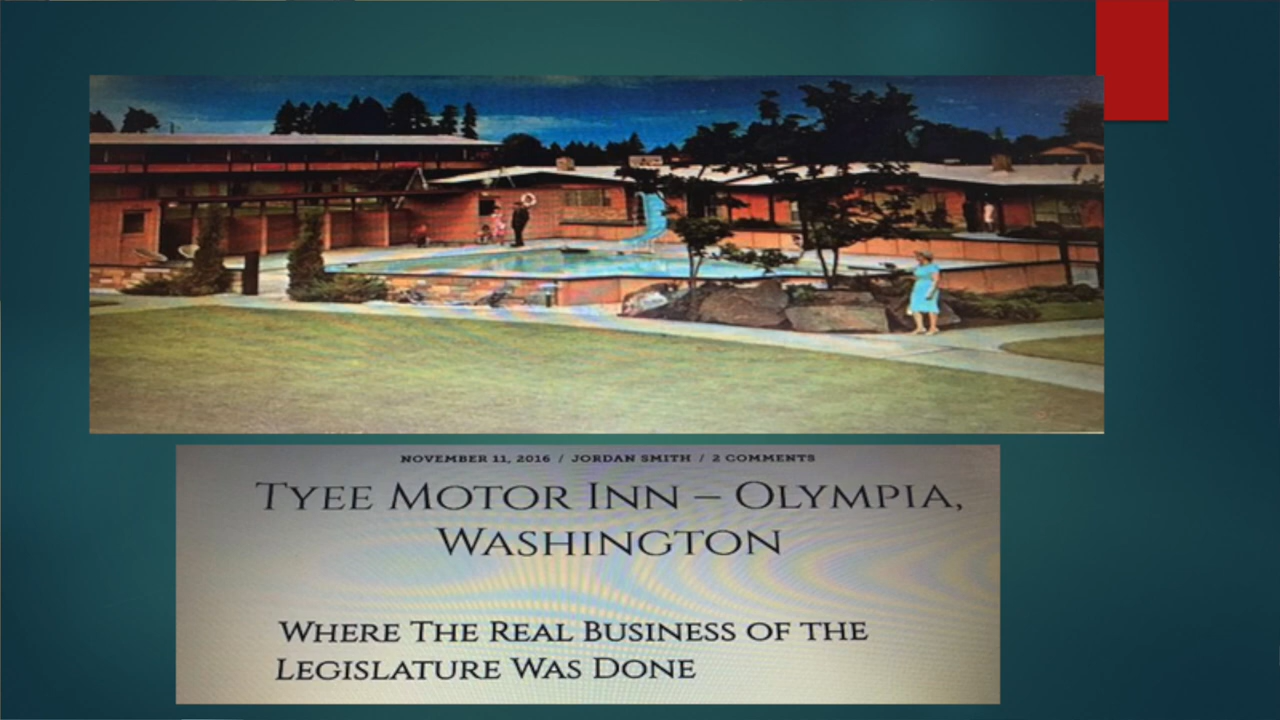 NOVEMBER 11, 2016 / JORDAN SMITH / 2 COMMENTS
TYEE MOTOR INN – OLYMPIA,
WASHINGTON
WHERE THE REAL BUSINESS OF THE
LEGISLATURE WAS DONE